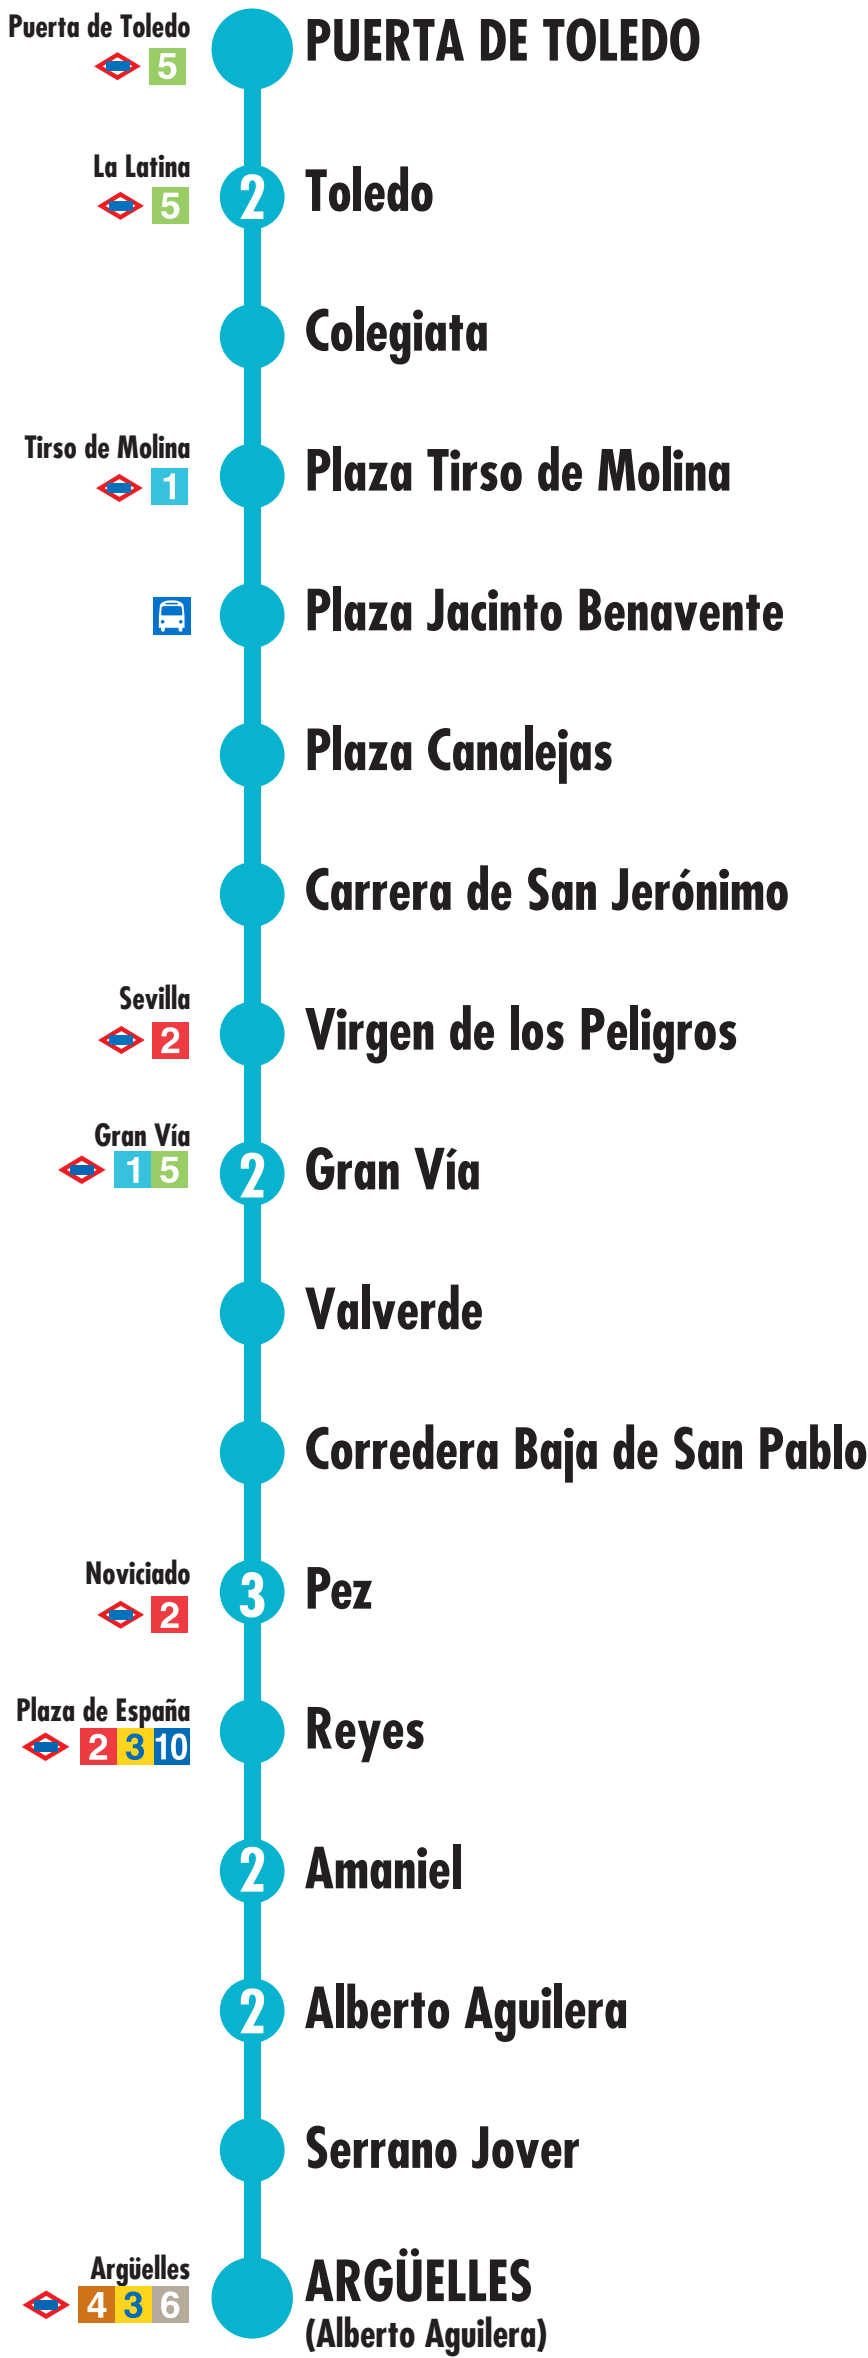 Puerta de Toledo
5
PUERTA DE TOLEDO
La Latina
5
2
Toledo
Colegiata
Tirso de Molina
1
Plaza Tirso de Molina
Plaza Jacinto Benavente
Plaza Canalejas
Carrera de San Jerónimo
Sevilla
2
Virgen de los Peligros
Gran Vía
1 5
2
Gran Vía
Valverde
Corredera Baja de San Pablo
Noviciado
2
3
Pez
Plaza de España
2 3 10
Reyes
2
Amaniel
2
Alberto Aguilera
Serrano Jover
Argüelles
4 3 6
ARGÜELLES
(Alberto Aguilera)